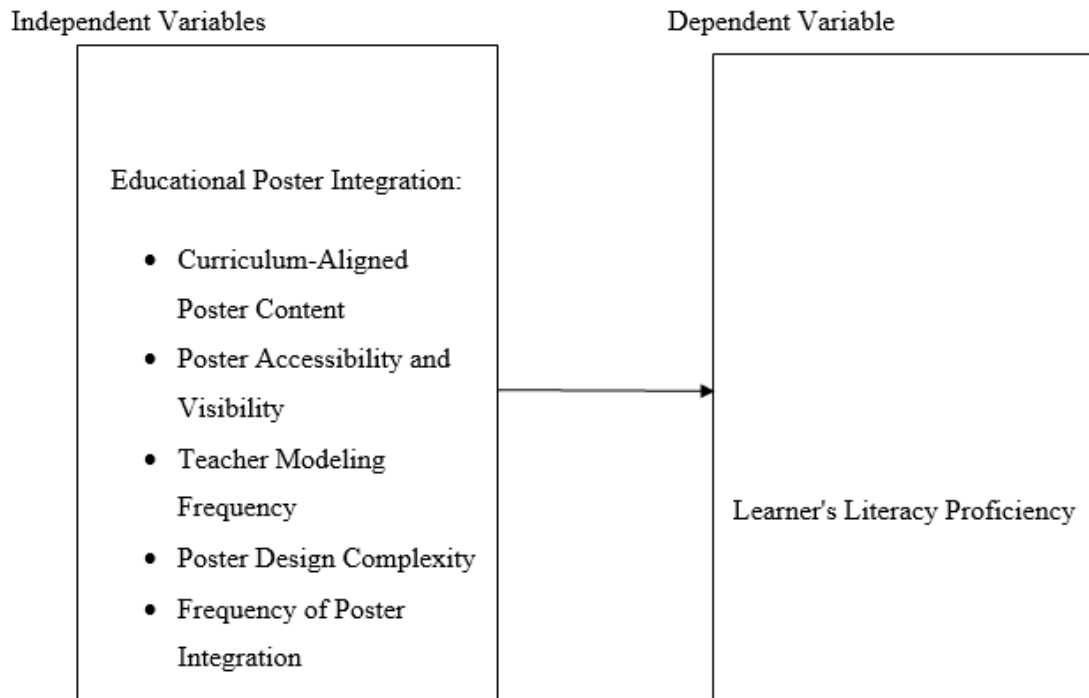 Independent Variables
Dependent Variable
Educational Poster Integration:
• Curriculum-Aligned
Poster Content
• Poster Accessibility and
Visibility
• Teacher Modeling
Frequency
• Poster Design Complexity
• Frequency of Poster
Integration
Learner's Literacy Proficiency